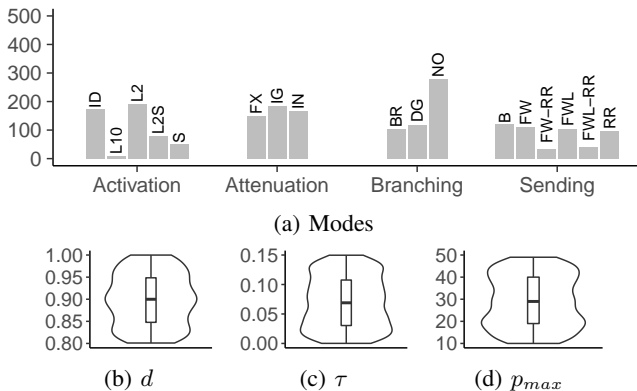 500
400
300
200
100
0
ID
L10
L2
L2S
S
FX
IG
IN
BR
DG
NO
B
FW
FW−RR
FWL
FWL−RR
RR
Activation Attenuation Branching Sending
(a) Modes
1.00
0.95
0.90
0.85
0.80
(b) d
0.15
0.10
0.05
0.00
(c) τ
50
40
30
20
10
(d) pmax